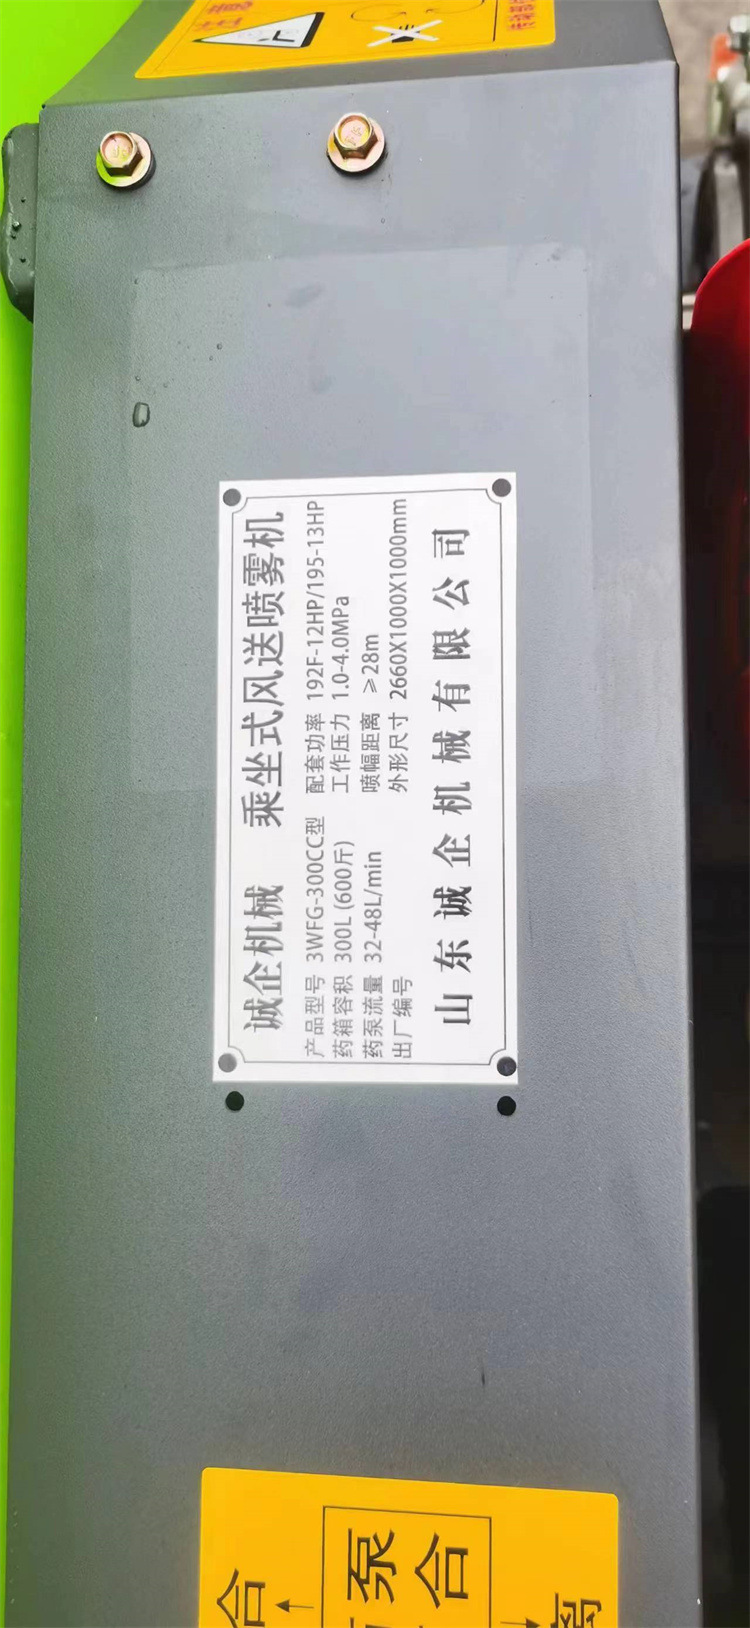 诚企机械 乘坐式风送喷雾机
产品型号 3WFG-300CC型 配套功率 192F-12HP/195-13HP
药箱容积 300L (600斤) 工作压力 1.0-4.0MPa
药泵流量 32-48L/min 喷幅距离 ≥28m
出厂编号 外形尺寸 2660X1000X1000mm
山东诚企机械有限公司
合
泵
合
离